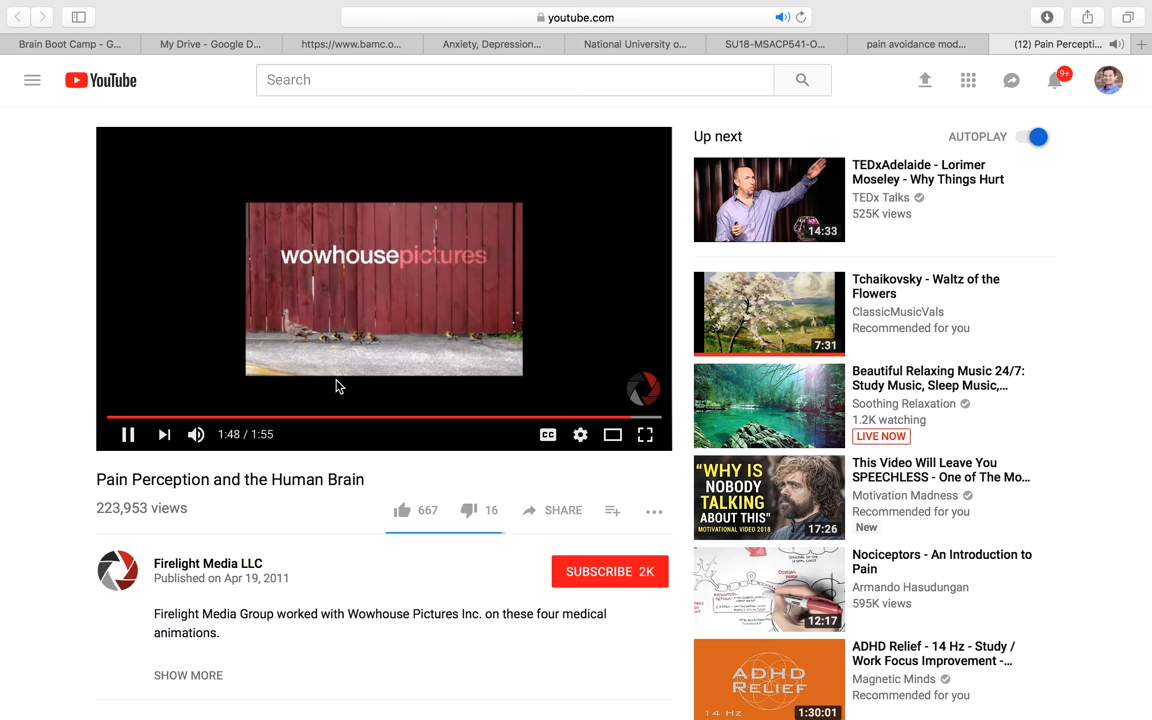 youtube.com
Brain Boot Camp - G...
My Drive - Google D...
https://www.bamc.o...
Anxiety, Depression...
National University o...
SU18-MSACP541-O...
pain avoidance mod...
(12) Pain Percepti...
YouTube
Search
9+
wowhousepictures
1:48 / 1:55
CC
Pain Perception and the Human Brain
223,953 views
667
16
SHARE
Firelight Media LLC
Published on Apr 19, 2011
SUBSCRIBE 2K
Firelight Media Group worked with Wowhouse Pictures Inc. on these four medical
animations.
SHOW MORE
Up next
AUTOPLAY
14:33
TEDxAdelaide - Lorimer
Moseley - Why Things Hurt
TEDx Talks
525K views
7:31
Tchaikovsky - Waltz of the
Flowers
ClassicMusicVals
Recommended for you
Beautiful Relaxing Music 24/7:
Study Music, Sleep Music,...
Soothing Relaxation
1.2K watching
LIVE NOW
"WHY IS
NOBODY
TALKING
ABOUT THIS"
MOTIVATIONAL VIDEO 2018
17:26
This Video Will Leave You
SPEECHLESS - One of The Mo...
Motivation Madness
Recommended for you
New
12:17
Nociceptors - An Introduction to
Pain
Armando Hasudungan
595K views
ADHD
RELIEF
14 Hz
1:30:01
ADHD Relief - 14 Hz - Study /
Work Focus Improvement -...
Magnetic Minds
Recommended for you